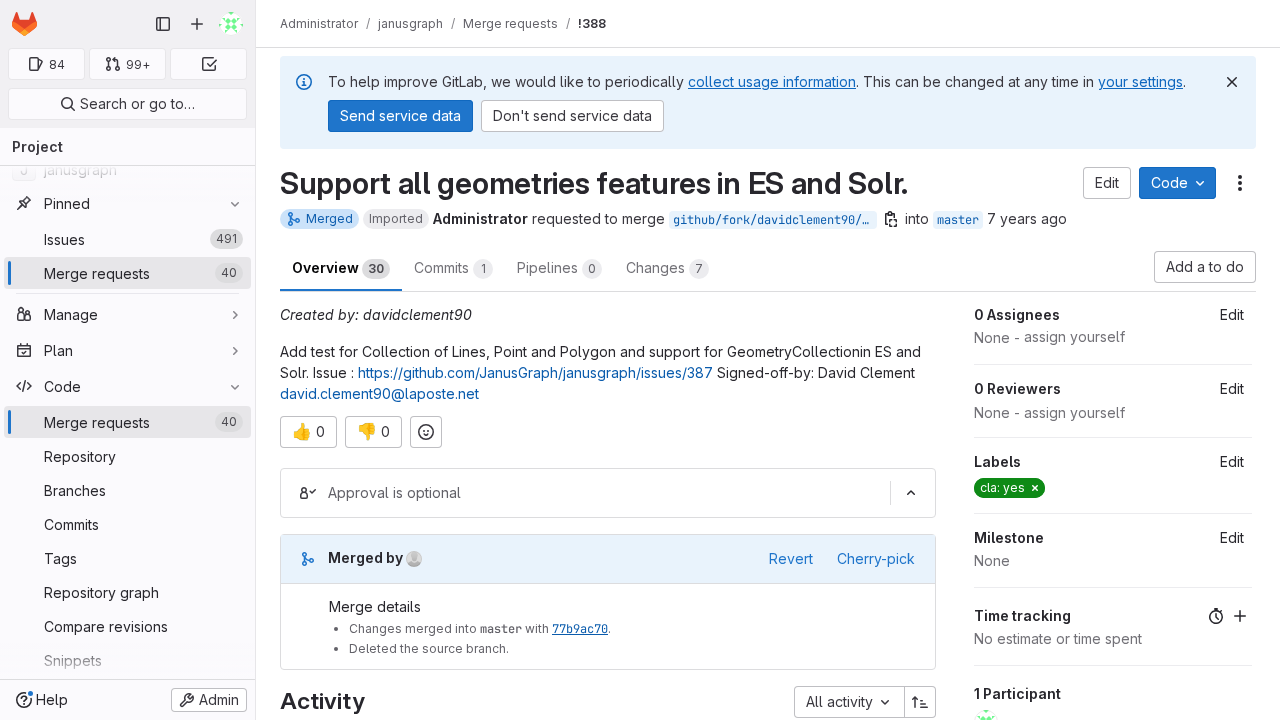 Administrator / janusgraph / Merge requests / !388
84
99+
Search or go to…
Project
janusgraph
Pinned
Issues 491
Merge requests 40
Manage
Plan
Code
Merge requests 40
Repository
Branches
Commits
Tags
Repository graph
Compare revisions
Snippets
Help
Admin
To help improve GitLab, we would like to periodically collect usage information. This can be changed at any time in your settings.
Send service data
Don't send service data
Support all geometries features in ES and Solr.
Edit
Code
Merged Imported Administrator requested to merge github/fork/davidclement90/… into master 7 years ago
Overview 30
Commits 1
Pipelines 0
Changes 7
Add a to do
Created by: davidclement90
Add test for Collection of Lines, Point and Polygon and support for GeometryCollectionin ES and
Solr. Issue : https://github.com/JanusGraph/janusgraph/issues/387 Signed-off-by: David Clement
david.clement90@laposte.net
👍 0
👎 0
Approval is optional
Merged by
Revert
Cherry-pick
Merge details
Changes merged into master with 77b9ac70.
Deleted the source branch.
Activity
All activity
0 Assignees
Edit
None - assign yourself
0 Reviewers
Edit
None - assign yourself
Labels
Edit
cla: yes
Milestone
Edit
None
Time tracking
No estimate or time spent
1 Participant